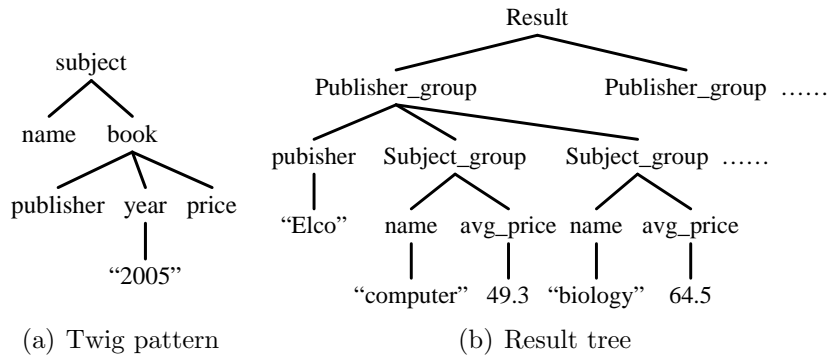 Result
subject
Publisher_group Publisher_group ......
name book
pubisher Subject_group Subject_group ......
publisher year price
“Elco” name avg_price name avg_price
“2005”
“computer” 49.3 “biology” 64.5
(a) Twig pattern (b) Result tree